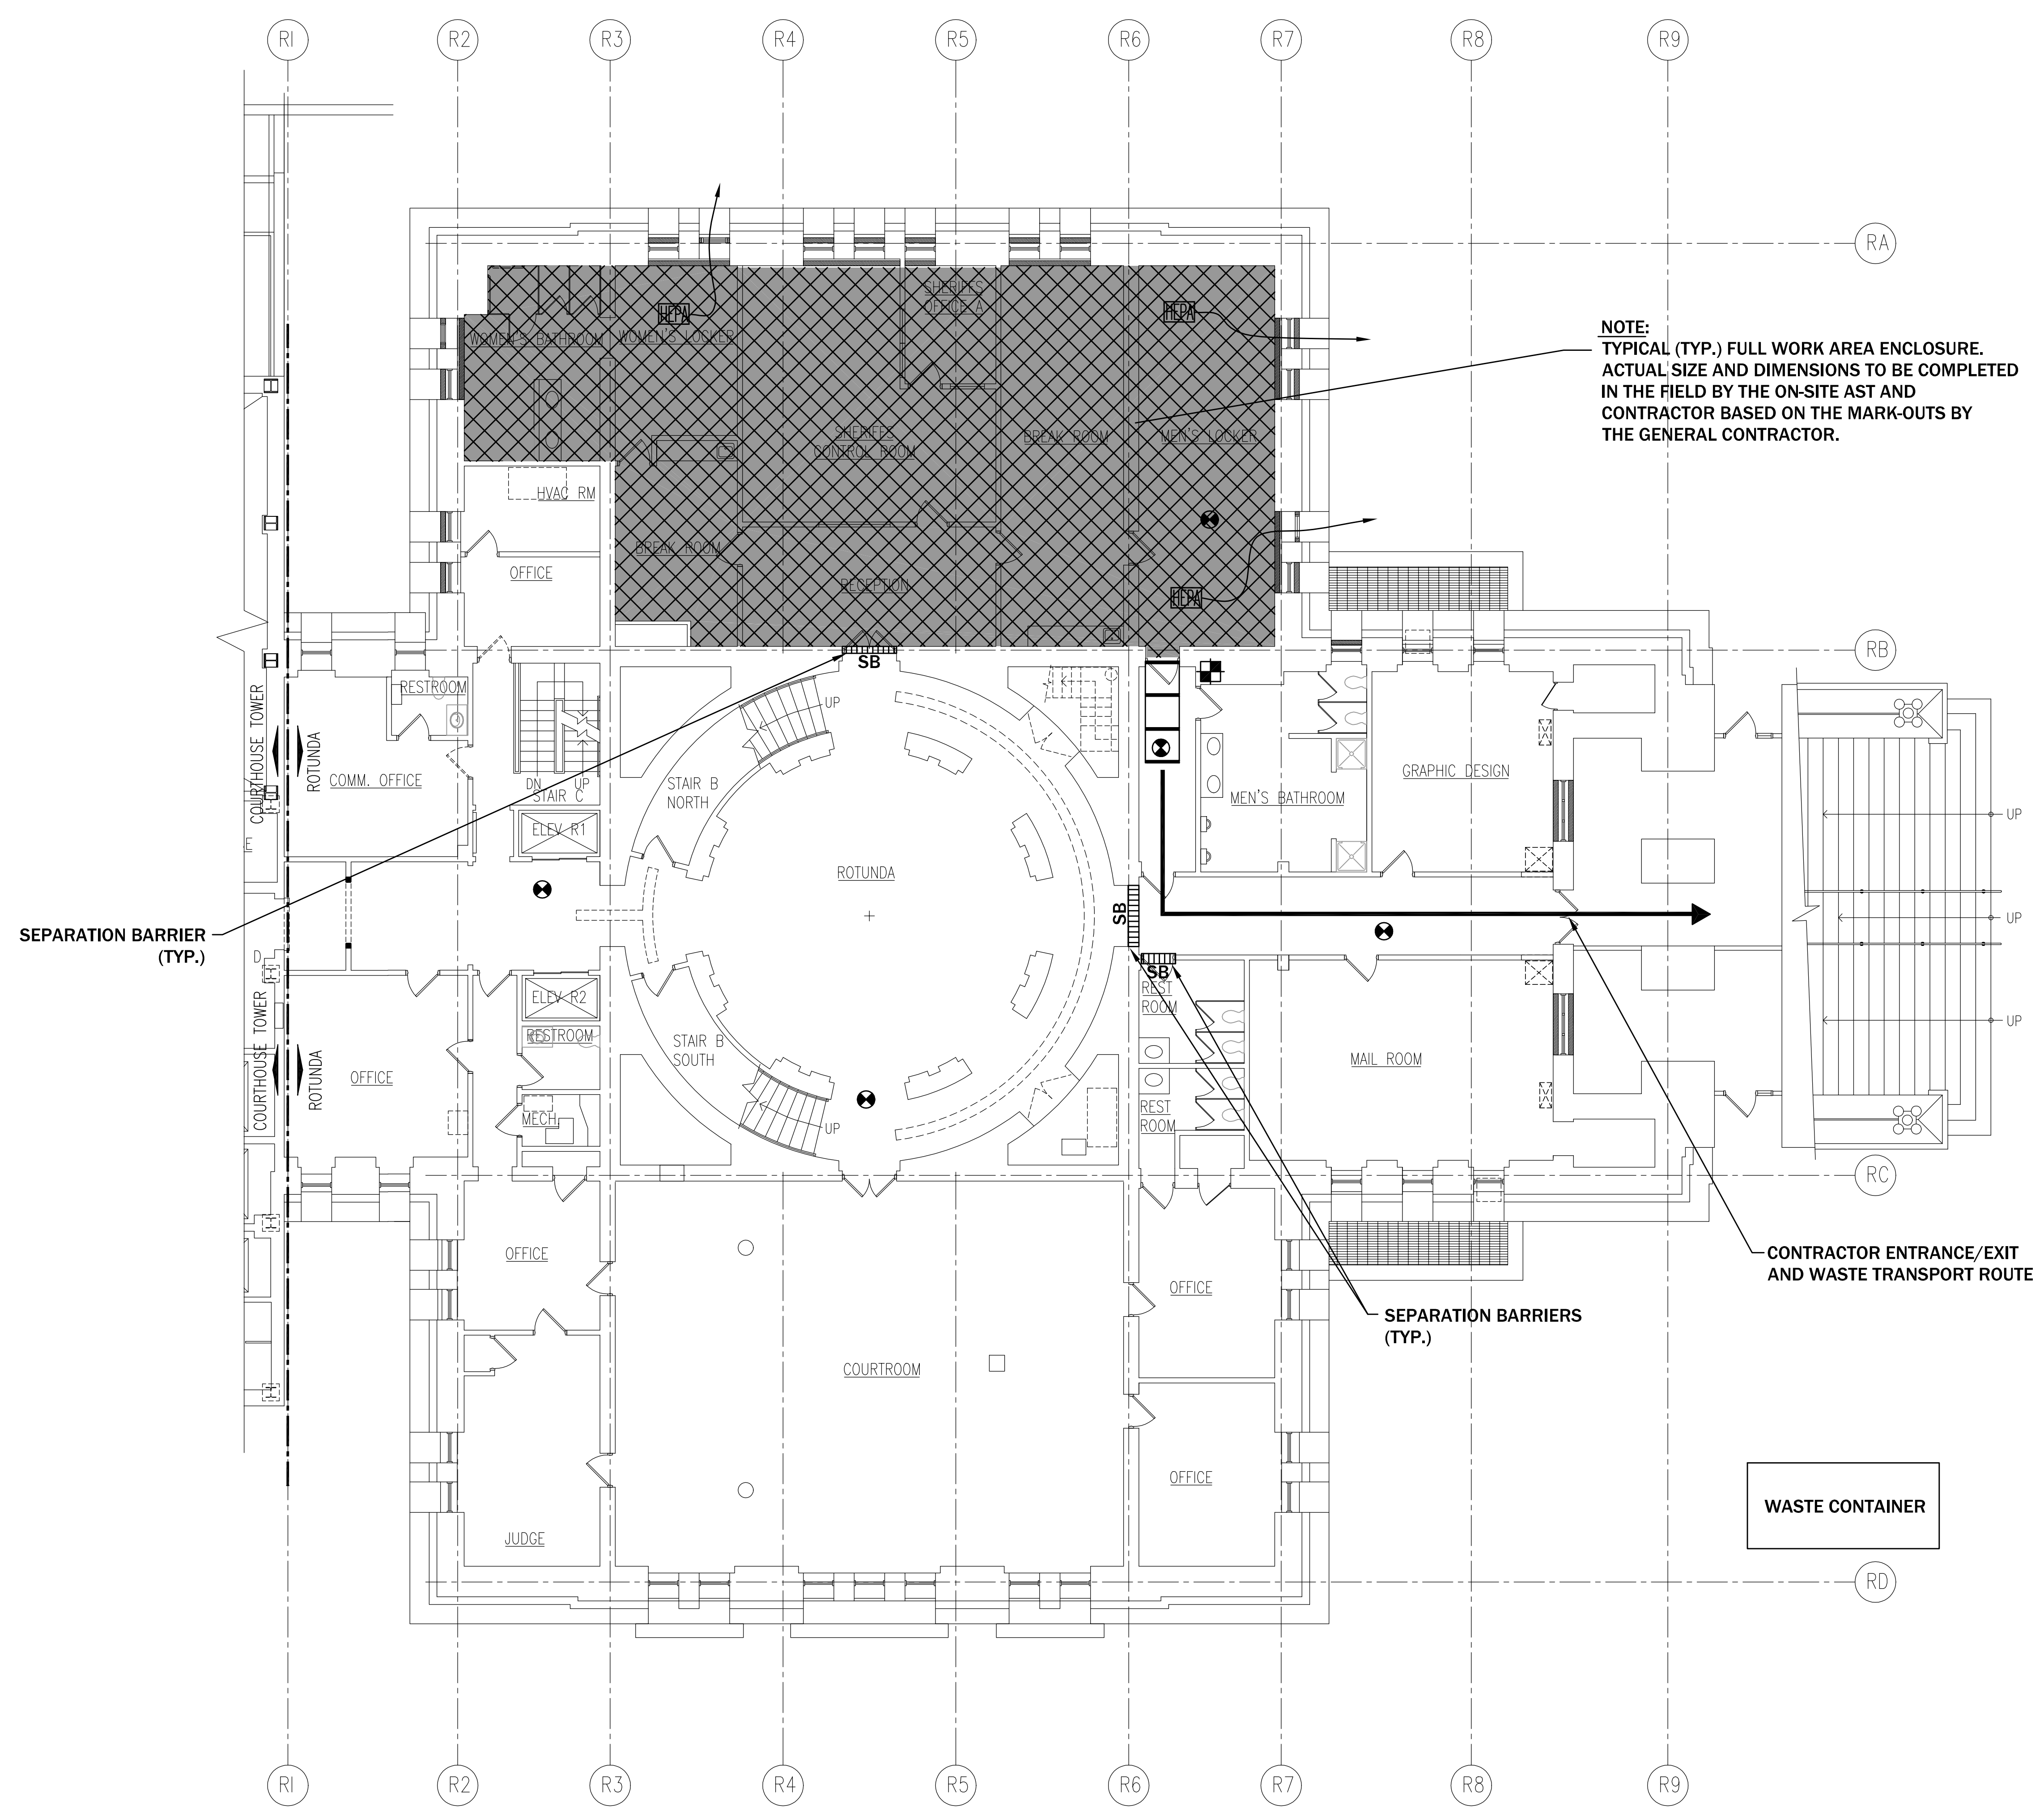 R1
R2
R3
R4
R5
R6
R7
R8
R9
RA
SHERIFFS
OFFICE A
HEPA
HEPA
WOMEN'S BATHROOM
WOMEN'S LOCKER
NOTE:
TYPICAL (TYP.) FULL WORK AREA ENCLOSURE.
ACTUAL SIZE AND DIMENSIONS TO BE COMPLETED
IN THE FIELD BY THE ON-SITE AST AND
CONTRACTOR BASED ON THE MARK-OUTS BY
THE GENERAL CONTRACTOR.
SHERIFFS
CONTROL ROOM
BREAK ROOM
MEN'S LOCKER
HVAC RM
BREAK ROOM
OFFICE
RECEPTION
HEPA
SB
RB
RESTROOM
COURTHOUSE TOWER
ROTUNDA
COMM. OFFICE
DN
UP
STAIR C
STAIR B
NORTH
UP
GRAPHIC DESIGN
MEN'S BATHROOM
UP
ELEV R1
E
ROTUNDA
SEPARATION BARRIER
(TYP.)
SB
UP
D
SB
REST
ROOM
ELEV R2
RESTROOM
COURTHOUSE TOWER
ROTUNDA
OFFICE
STAIR B
SOUTH
UP
MAIL ROOM
UP
MECH.
REST
ROOM
RC
OFFICE
OFFICE
CONTRACTOR ENTRANCE/EXIT
AND WASTE TRANSPORT ROUTE
SEPARATION BARRIERS
(TYP.)
COURTROOM
OFFICE
JUDGE
WASTE CONTAINER
RD
R1
R2
R3
R4
R5
R6
R7
R8
R9